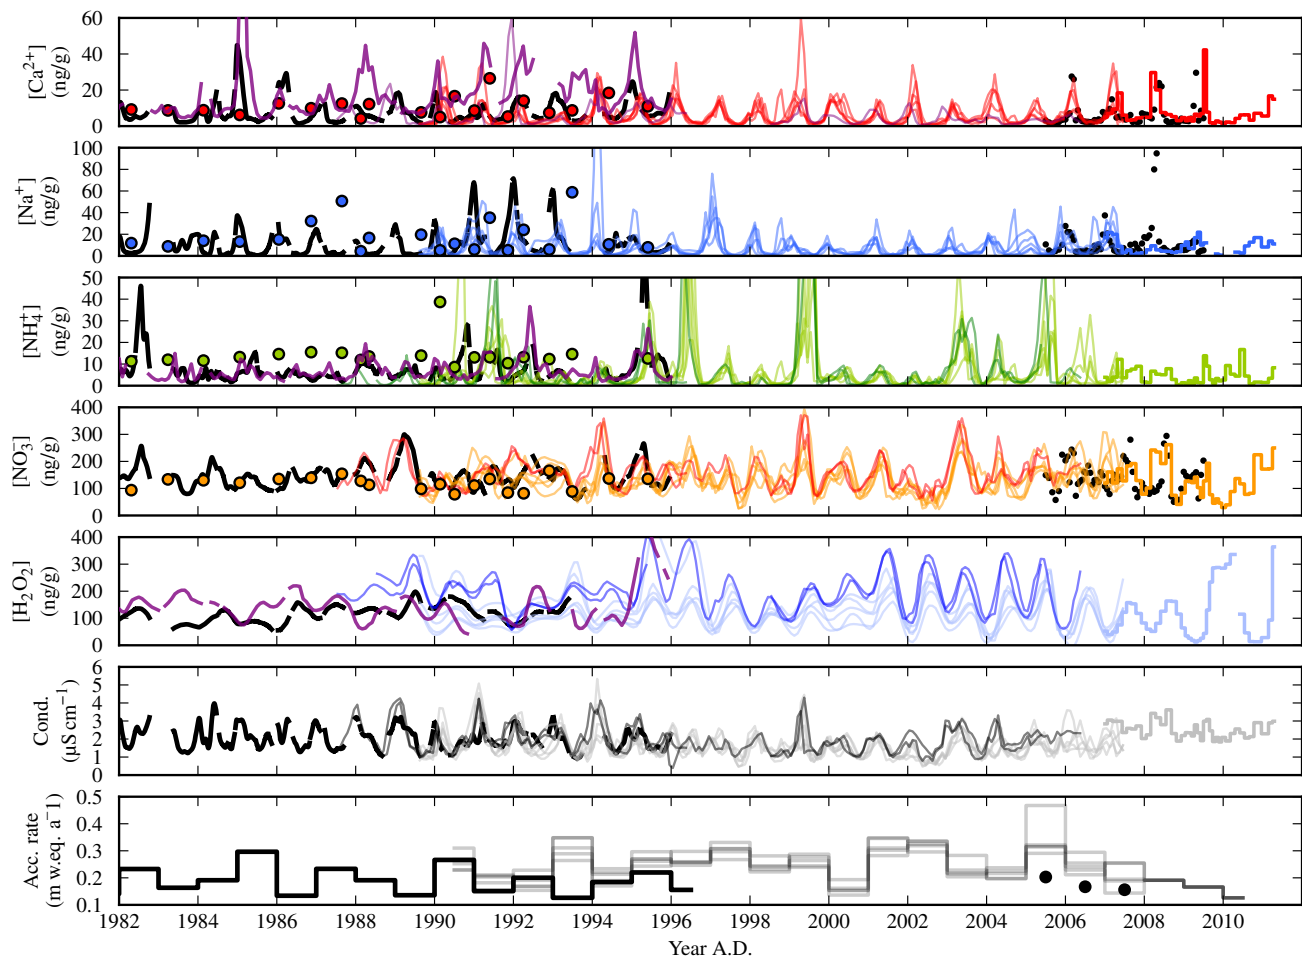 [Ca²⁺]
(ng/g)
60
40
20
0
[Na⁺]
(ng/g)
100
80
60
40
20
0
[NH₄⁺]
(ng/g)
50
40
30
20
10
0
[NO₃⁻]
(ng/g)
400
300
200
100
0
[H₂O₂]
(ng/g)
400
300
200
100
0
Cond.
(µS cm⁻¹)
6
5
4
3
2
1
0
Acc. rate
(m w.eq. a⁻¹)
0.5
0.4
0.3
0.2
0.1
1982 1984 1986 1988 1990 1992 1994 1996 1998 2000 2002 2004 2006 2008 2010
Year A.D.